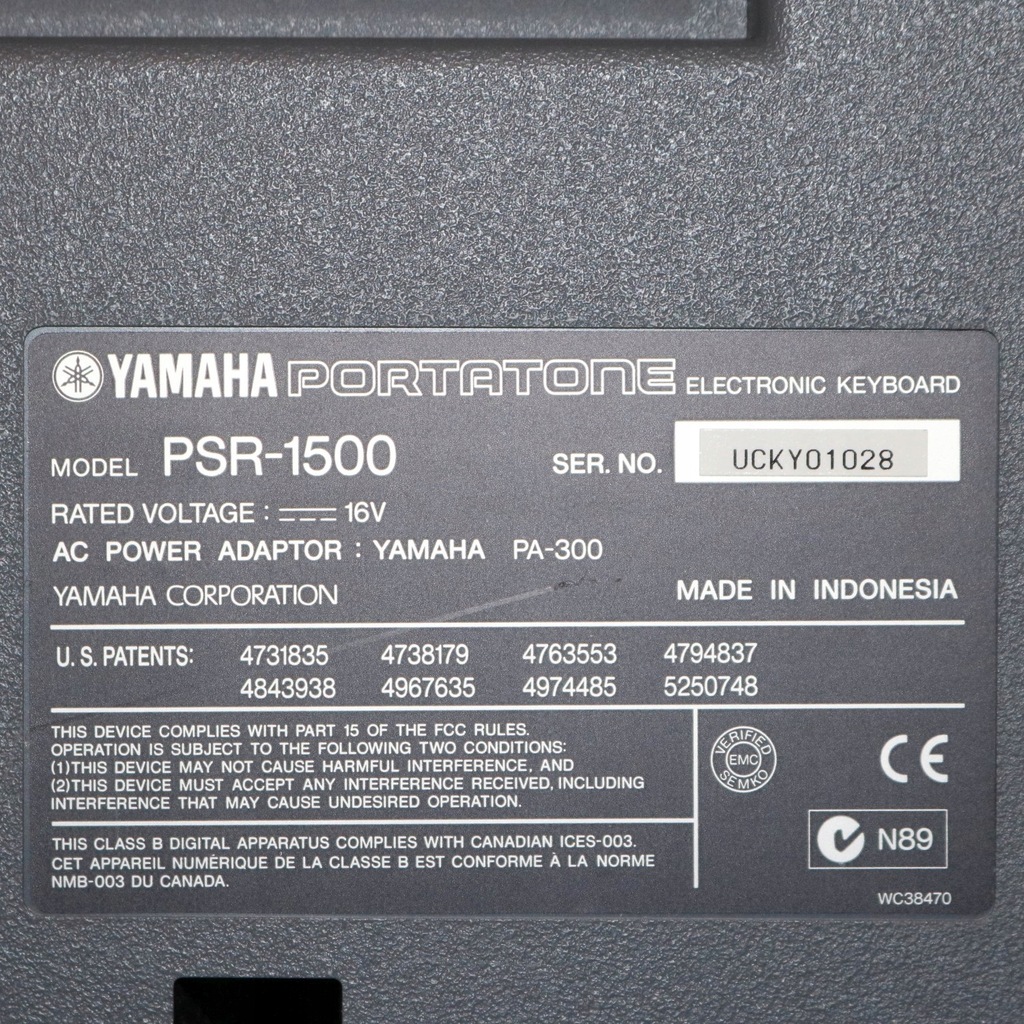 YAMAHA PORTATONE ELECTRONIC KEYBOARD
MODEL PSR-1500 SER. NO. UCKY01028
RATED VOLTAGE : 16V
AC POWER ADAPTOR : YAMAHA PA-300
YAMAHA CORPORATION MADE IN INDONESIA
U.S. PATENTS: 4731835 4738179 4763553 4794837
4843938 4967635 4974485 5250748
THIS DEVICE COMPLIES WITH PART 15 OF THE FCC RULES.
OPERATION IS SUBJECT TO THE FOLLOWING TWO CONDITIONS:
(1)THIS DEVICE MAY NOT CAUSE HARMFUL INTERFERENCE, AND
(2)THIS DEVICE MUST ACCEPT ANY INTERFERENCE RECEIVED, INCLUDING
INTERFERENCE THAT MAY CAUSE UNDESIRED OPERATION.
THIS CLASS B DIGITAL APPARATUS COMPLIES WITH CANADIAN ICES-003.
CET APPAREIL NUMÉRIQUE DE LA CLASSE B EST CONFORME À LA NORME
NMB-003 DU CANADA.
VERIFIED
EMC
SEMKO
CE
N89
WC38470